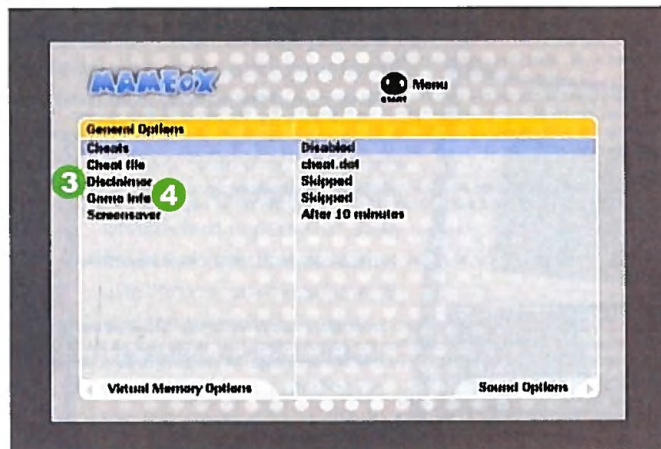 MAMEOX
Menu
START
General Options
Cheats Disabled
Cheat file cheat.dat
3 Disclaimer Skipped
Game Info 4 Skipped
Screensaver After 10 minutes
Virtual Memory Options Sound Options